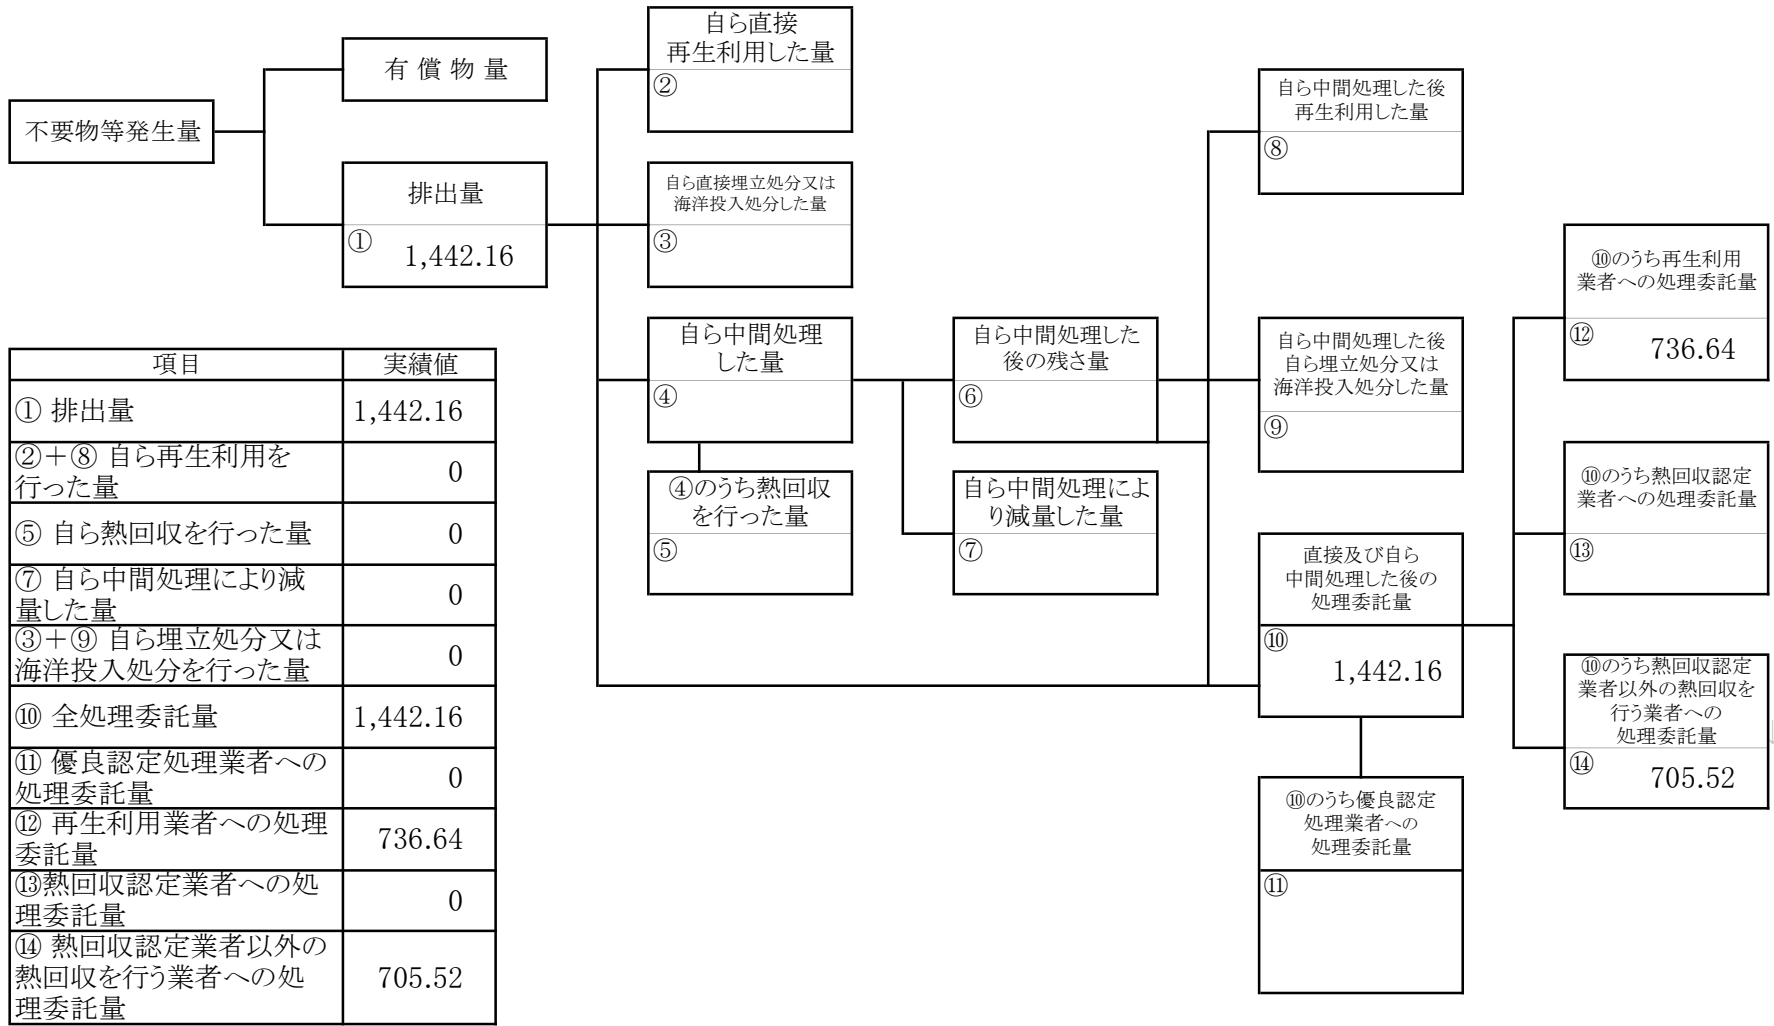 不要物等発生量
有 償 物 量
排出量
①
1,442.16
自ら直接
再生利用した量
②
自ら直接埋立処分又は
海洋投入処分した量
③
自ら中間処理
した量
④
④のうち熱回収
を行った量
⑤
自ら中間処理した
後の残さ量
⑥
自ら中間処理によ
り減量した量
⑦
自ら中間処理した後
再生利用した量
⑧
自ら中間処理した後
自ら埋立処分又は
海洋投入処分した量
⑨
直接及び自ら
中間処理した後の
処理委託量
⑩
1,442.16
⑩のうち優良認定
処理業者への
処理委託量
⑪
⑩のうち再生利用
業者への処理委託量
⑫
736.64
⑩のうち熱回収認定
業者への処理委託量
⑬
⑩のうち熱回収認定
業者以外の熱回収を
行う業者への
処理委託量
⑭
705.52
項目 実績値
① 排出量 1,442.16
②＋⑧ 自ら再生利用を
行った量 0
⑤ 自ら熱回収を行った量 0
⑦ 自ら中間処理により減
量した量 0
③＋⑨ 自ら埋立処分又は
海洋投入処分を行った量 0
⑩ 全処理委託量 1,442.16
⑪ 優良認定処理業者への
処理委託量 0
⑫ 再生利用業者への処理
委託量 736.64
⑬熱回収認定業者への処
理委託量 0
⑭ 熱回収認定業者以外の
熱回収を行う業者への処
理委託量 705.52